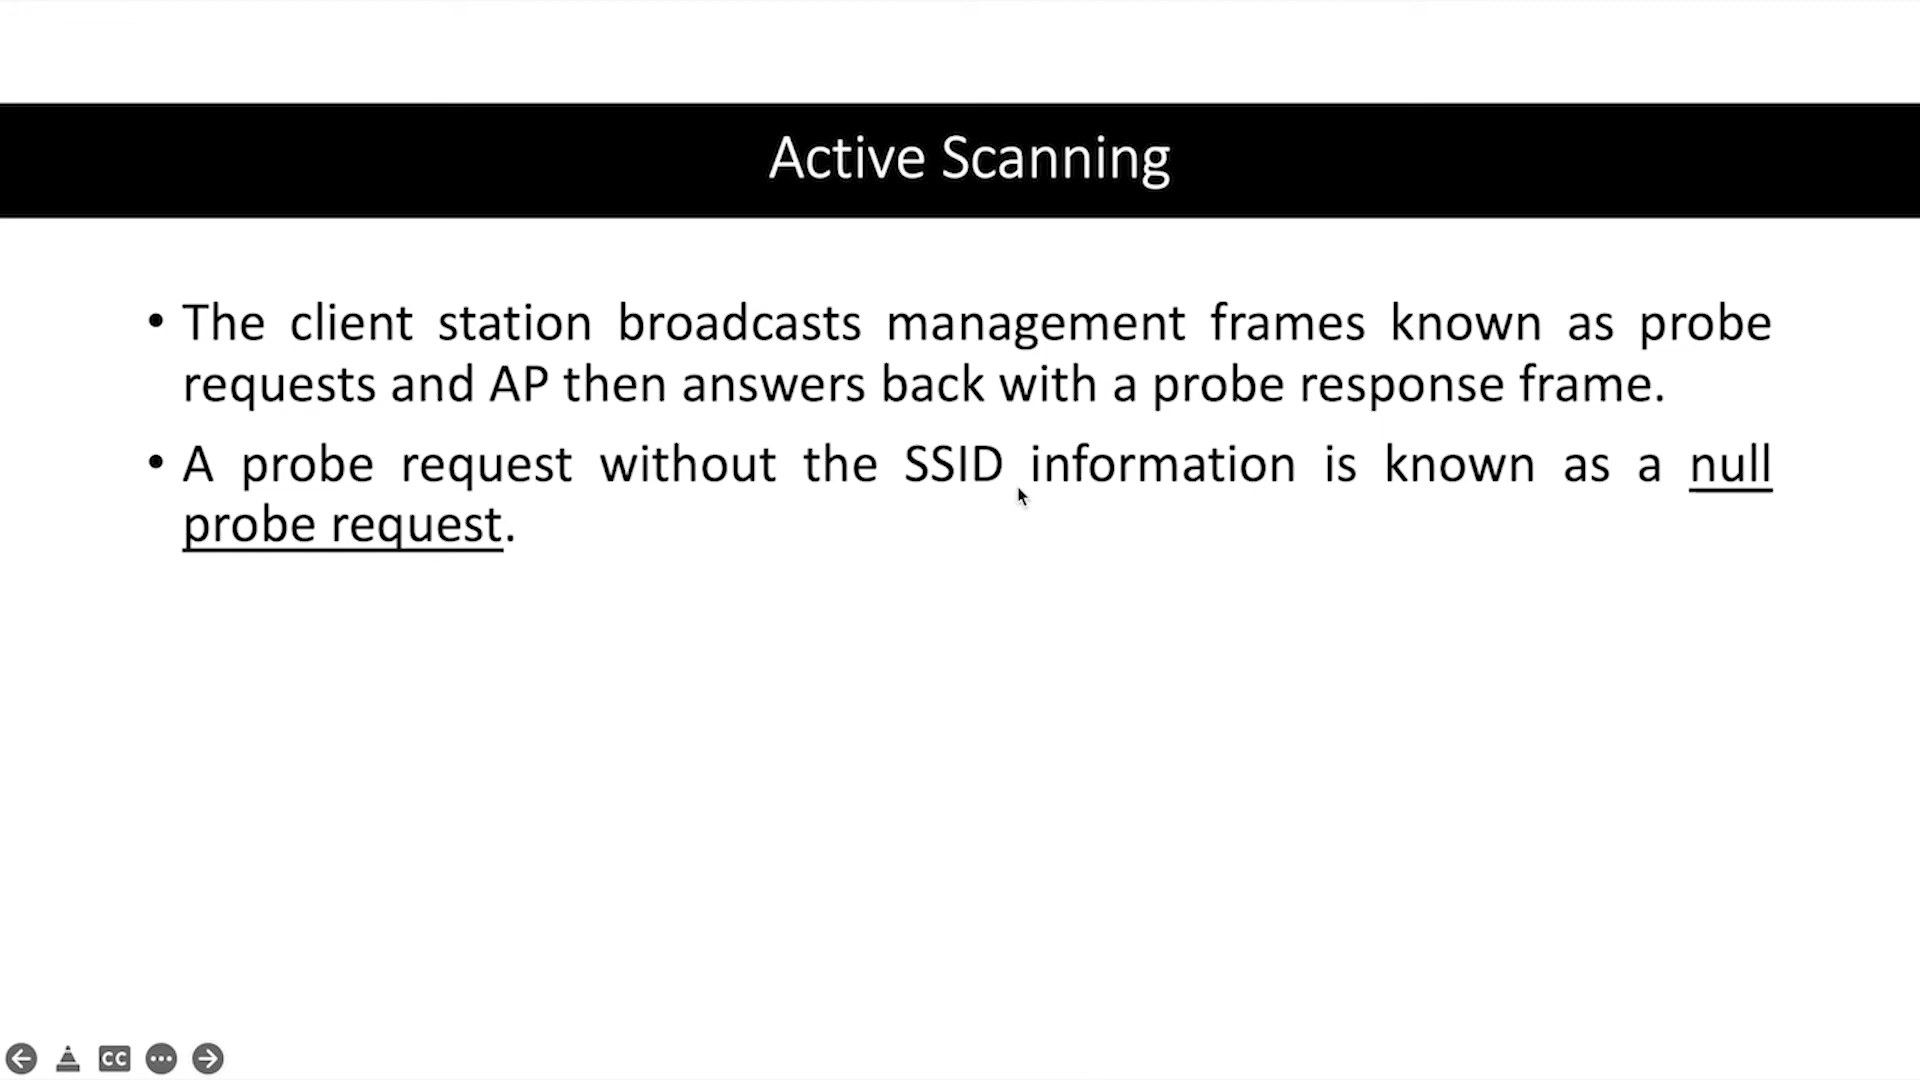 Active Scanning
• The client station broadcasts management frames known as probe
requests and AP then answers back with a probe response frame.
• A probe request without the SSID information is known as a null
probe request.
CC